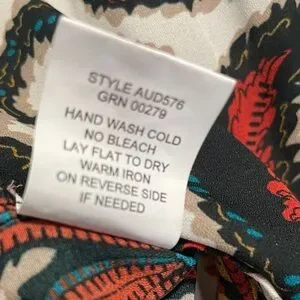 STYLE AUD576
GRN 00279
HAND WASH COLD
NO BLEACH
LAY FLAT TO DRY
WARM IRON
ON REVERSE SIDE
IF NEEDED